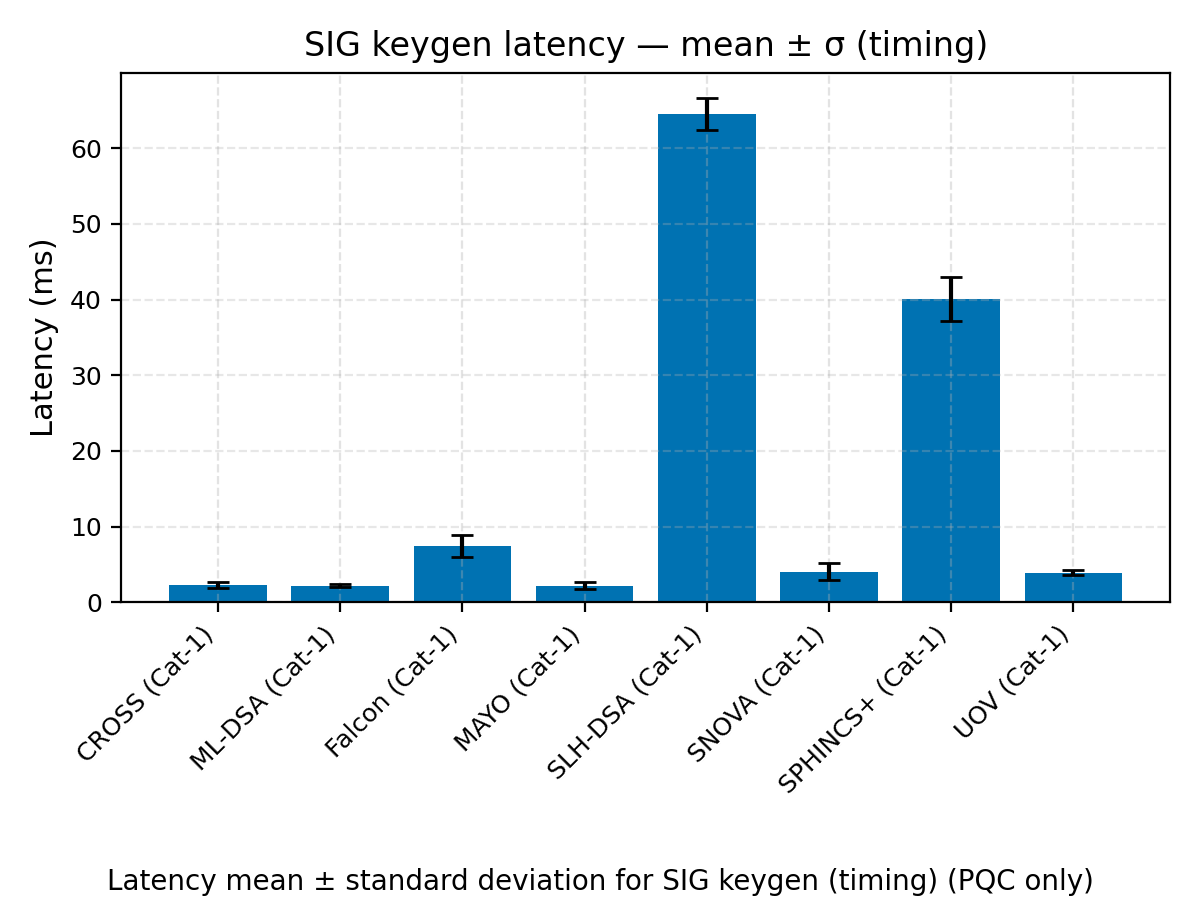 SIG keygen latency — mean ± σ (timing)
Latency (ms)
60
50
40
30
20
10
0
CROSS (Cat-1)
ML-DSA (Cat-1)
Falcon (Cat-1)
MAYO (Cat-1)
SLH-DSA (Cat-1)
SNOVA (Cat-1)
SPHINCS+ (Cat-1)
UOV (Cat-1)
Latency mean ± standard deviation for SIG keygen (timing) (PQC only)